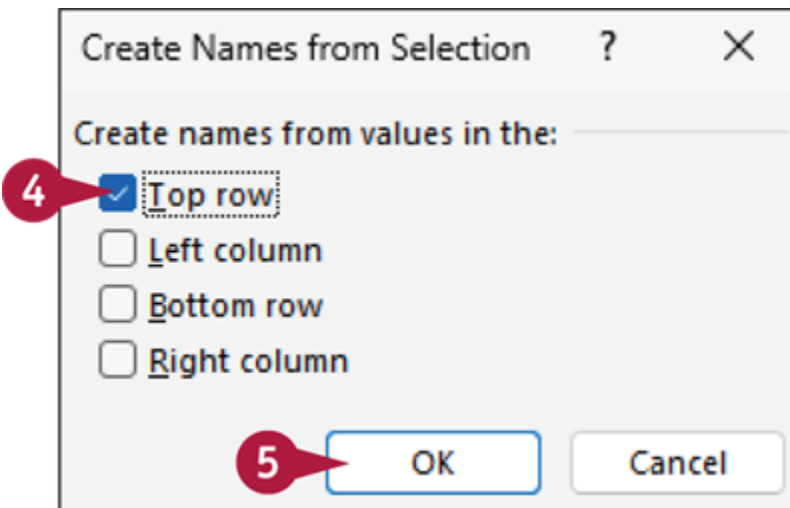 Create Names from Selection ? ×
Create names from values in the:
4 Top row
Left column
Bottom row
Right column
5 OK Cancel